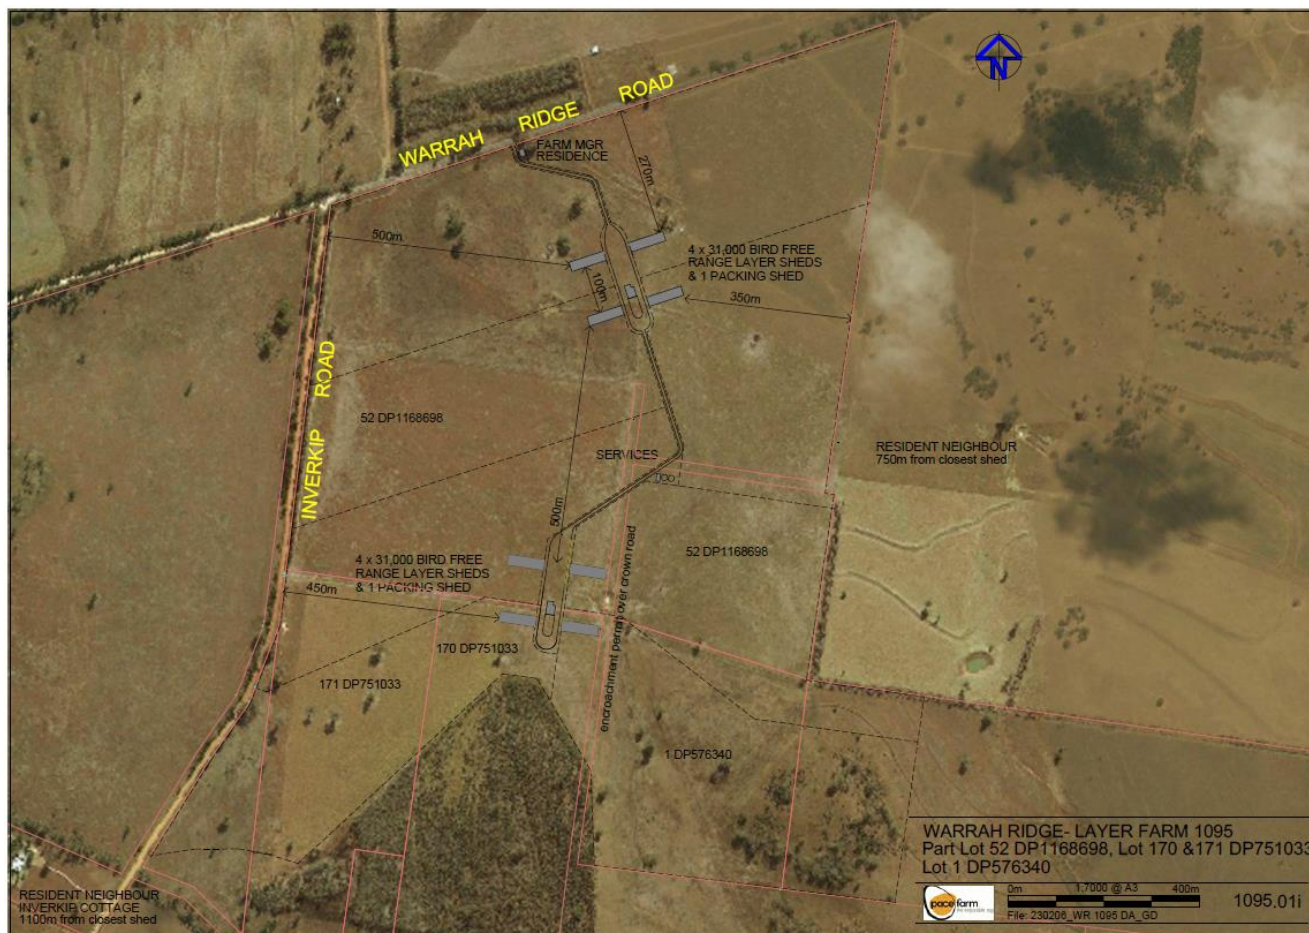 N
WARRAH RIDGE ROAD
FARM MGR
RESIDENCE
270m
500m
4 x 31,000 BIRD FREE
RANGE LAYER SHEDS
& 1 PACKING SHED
100m
350m
INVERKIP ROAD
52 DP1168698
RESIDENT NEIGHBOUR
750m from closest shed
SERVICES
500m
52 DP1168698
4 x 31,000 BIRD FREE
RANGE LAYER SHEDS
& 1 PACKING SHED
450m
encroachment permit over crown road
170 DP751033
171 DP751033
1 DP576340
WARRAH RIDGE- LAYER FARM 1095
Part Lot 52 DP1168698, Lot 170 &171 DP751033
Lot 1 DP576340
RESIDENT NEIGHBOUR
INVERKIP COTTAGE
1100m from closest shed
pace farm
0m 1:7000 @ A3 400m
1095.01i
File: 230206_WR 1095 DA_GD